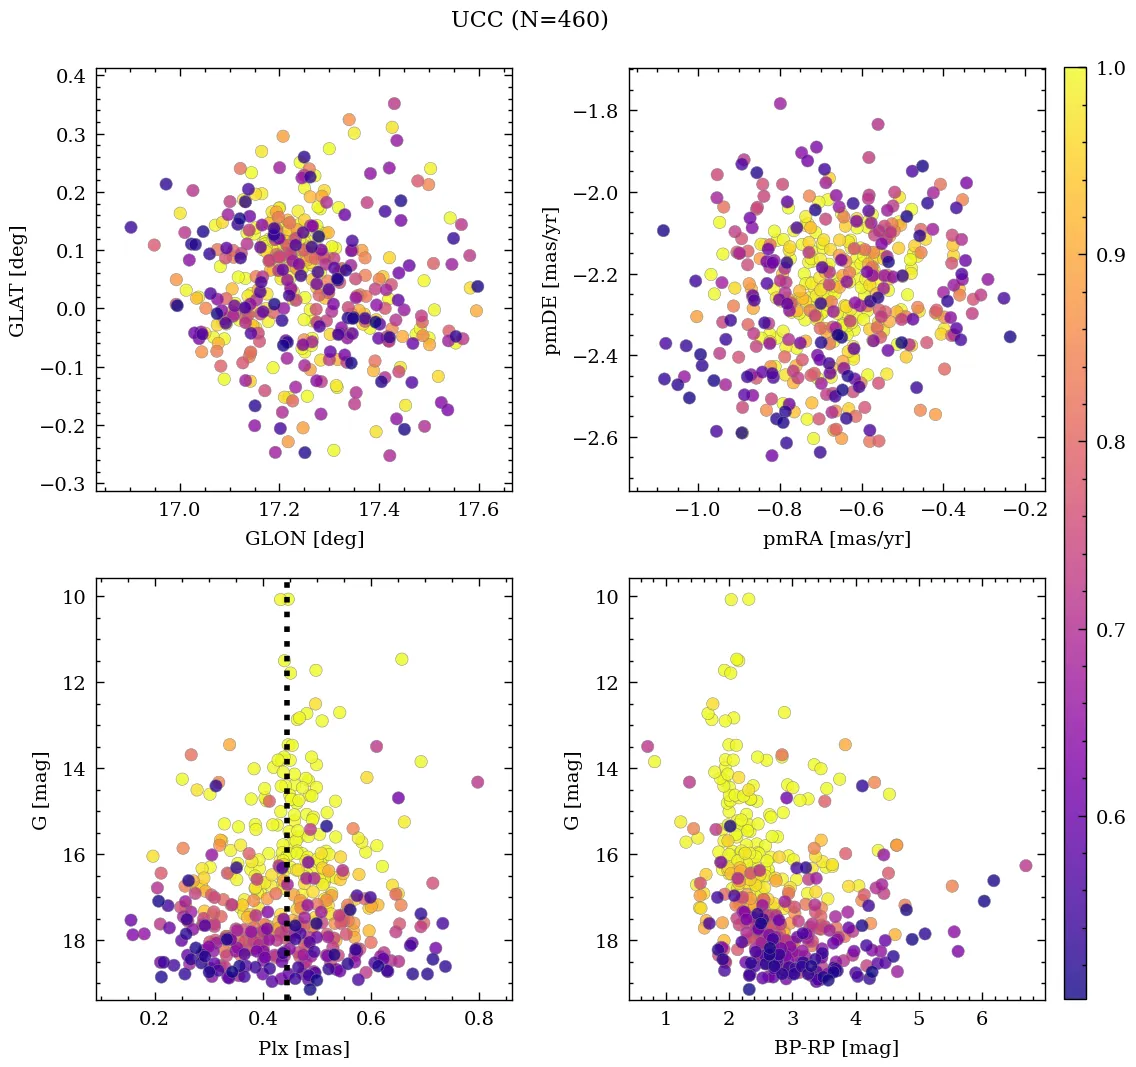 UCC (N=460)
0.4
0.3
0.2
0.1
0.0
−0.1
−0.2
−0.3
GLAT [deg]
17.0 17.2 17.4 17.6
GLON [deg]
−1.8
−2.0
−2.2
−2.4
−2.6
pmDE [mas/yr]
−1.0 −0.8 −0.6 −0.4 −0.2
pmRA [mas/yr]
1.0
0.9
0.8
0.7
0.6
10
12
14
16
18
G [mag]
0.2 0.4 0.6 0.8
Plx [mas]
10
12
14
16
18
G [mag]
1 2 3 4 5 6
BP-RP [mag]